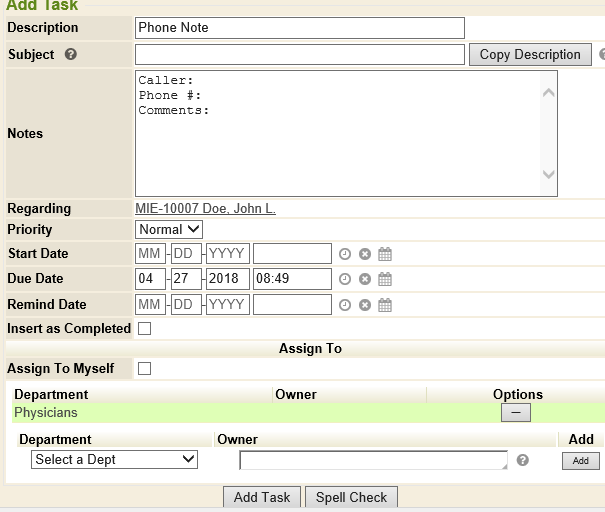 Add Task
Description Phone Note
Subject Copy Description
Notes
Caller:
Phone #:
Comments:
Regarding MIE-10007 Doe, John L.
Priority Normal
Start Date MM - DD - YYYY
Due Date 04 - 27 - 2018 08:49
Remind Date MM - DD - YYYY
Insert as Completed
Assign To
Assign To Myself
Department Owner Options
Physicians —
Department Owner Add
Select a Dept ? Add
Add Task Spell Check